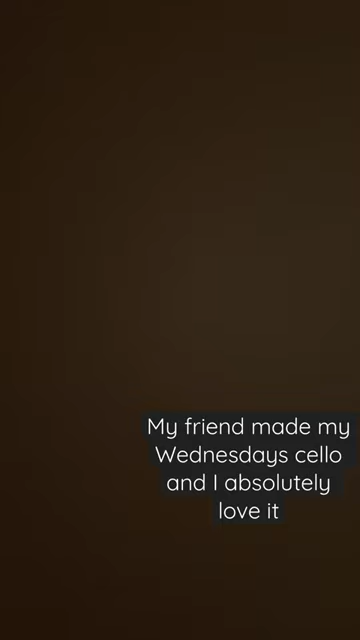 My friend made my
Wednesdays cello
and I absolutely
love it